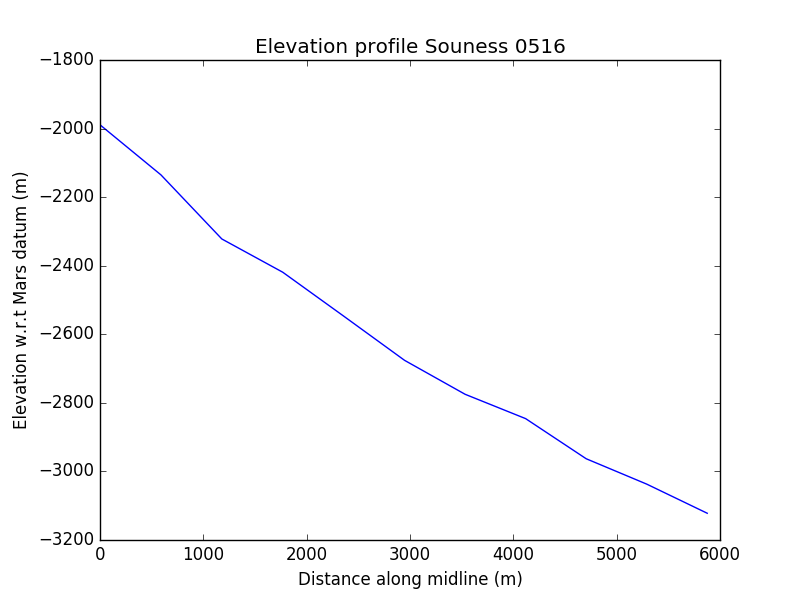 Elevation profile Souness 0516
Elevation w.r.t Mars datum (m)
−1800
−2000
−2200
−2400
−2600
−2800
−3000
−3200
0 1000 2000 3000 4000 5000 6000
Distance along midline (m)